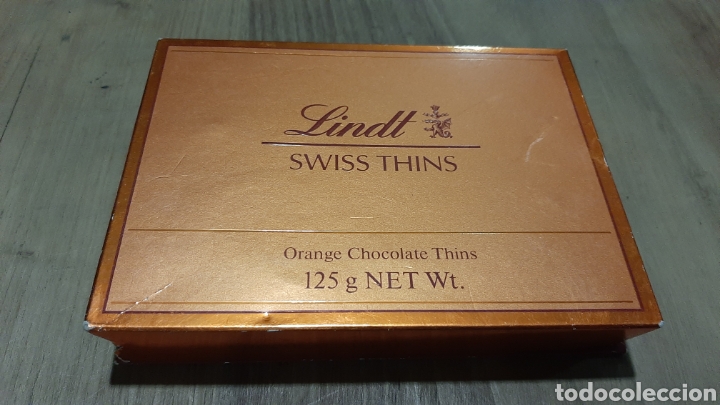 Lindt
SWISS THINS
Orange Chocolate Thins
125 g NET Wt.
todocoleccion